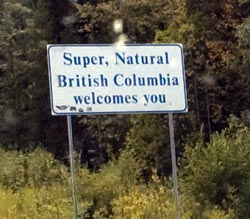 Super, Natural
British Columbia
welcomes you